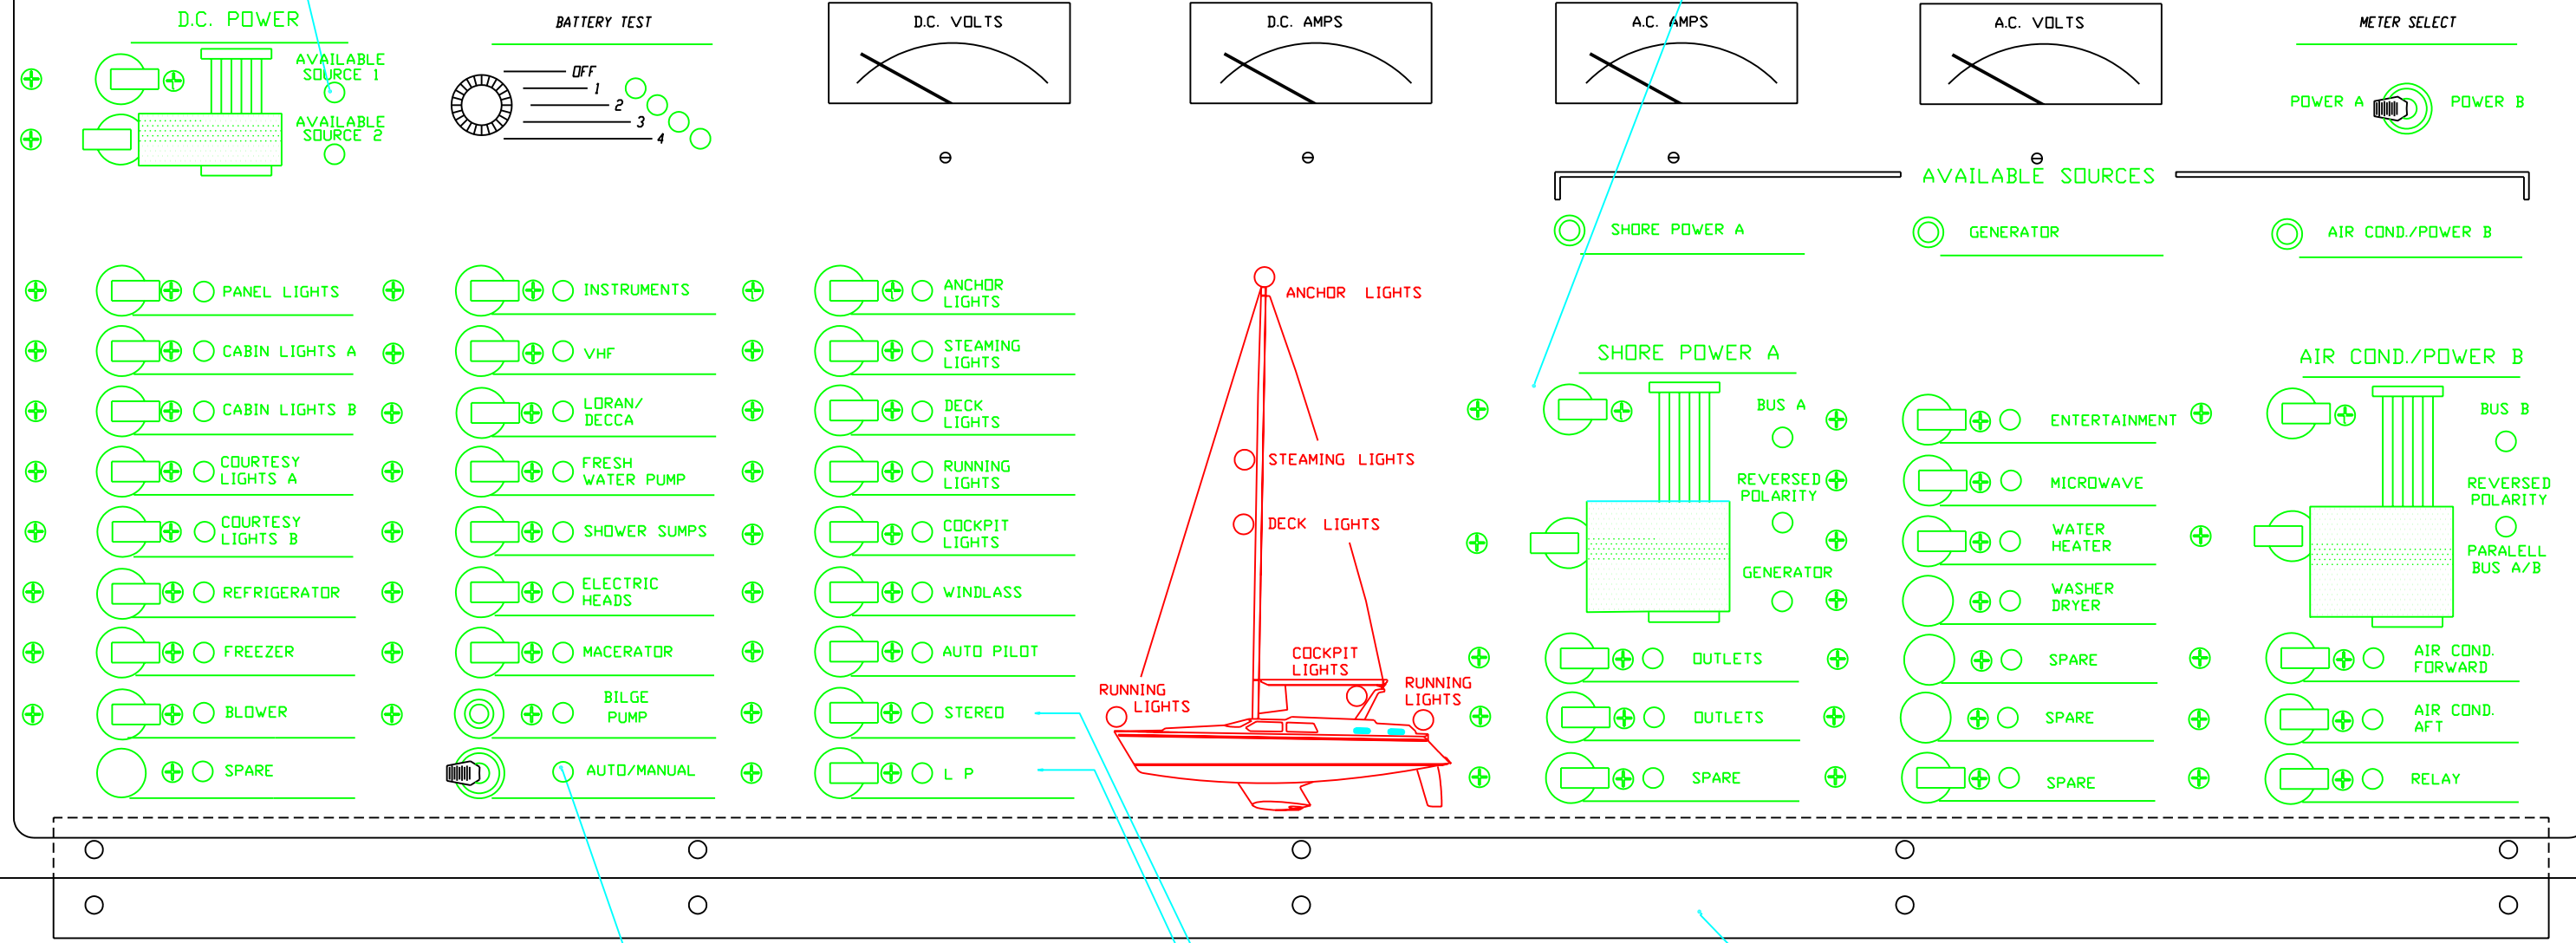 D.C. POWER
AVAILABLE
SOURCE 1
AVAILABLE
SOURCE 2
BATTERY TEST
OFF
1
2
3
4
D.C. VOLTS
D.C. AMPS
A.C. AMPS
A.C. VOLTS
METER SELECT
POWER A
POWER B
AVAILABLE SOURCES
SHORE POWER A
GENERATOR
AIR COND./POWER B
PANEL LIGHTS
CABIN LIGHTS A
CABIN LIGHTS B
COURTESY
LIGHTS A
COURTESY
LIGHTS B
REFRIGERATOR
FREEZER
BLOWER
SPARE
INSTRUMENTS
VHF
LORAN/
DECCA
FRESH
WATER PUMP
SHOWER SUMPS
ELECTRIC
HEADS
MACERATOR
BILGE
PUMP
AUTO/MANUAL
ANCHOR
LIGHTS
STEAMING
LIGHTS
DECK
LIGHTS
RUNNING
LIGHTS
COCKPIT
LIGHTS
WINDLASS
AUTO PILOT
STEREO
L P
ANCHOR LIGHTS
STEAMING LIGHTS
DECK LIGHTS
COCKPIT
LIGHTS
RUNNING
LIGHTS
RUNNING
LIGHTS
SHORE POWER A
BUS A
REVERSED
POLARITY
GENERATOR
OUTLETS
OUTLETS
SPARE
ENTERTAINMENT
MICROWAVE
WATER
HEATER
WASHER
DRYER
SPARE
SPARE
SPARE
AIR COND./POWER B
BUS B
REVERSED
POLARITY
PARALELL
BUS A/B
AIR COND.
FORWARD
AIR COND.
AFT
RELAY